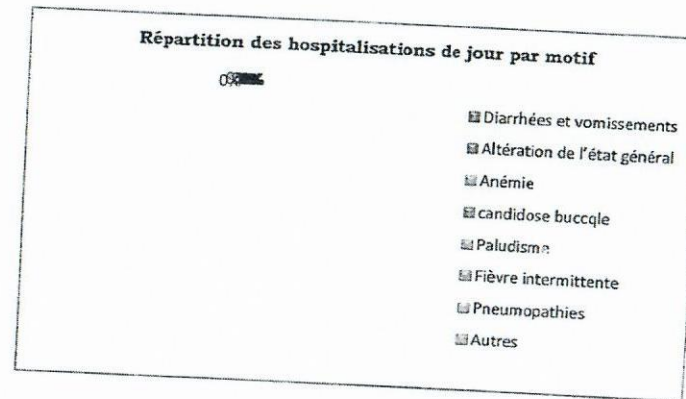 Répartition des hospitalisations de jour par motif
0%
Diarrhées et vomissements
Altération de l'état général
Anémie
candidose buccqle
Paludisme
Fièvre intermittente
Pneumopathies
Autres